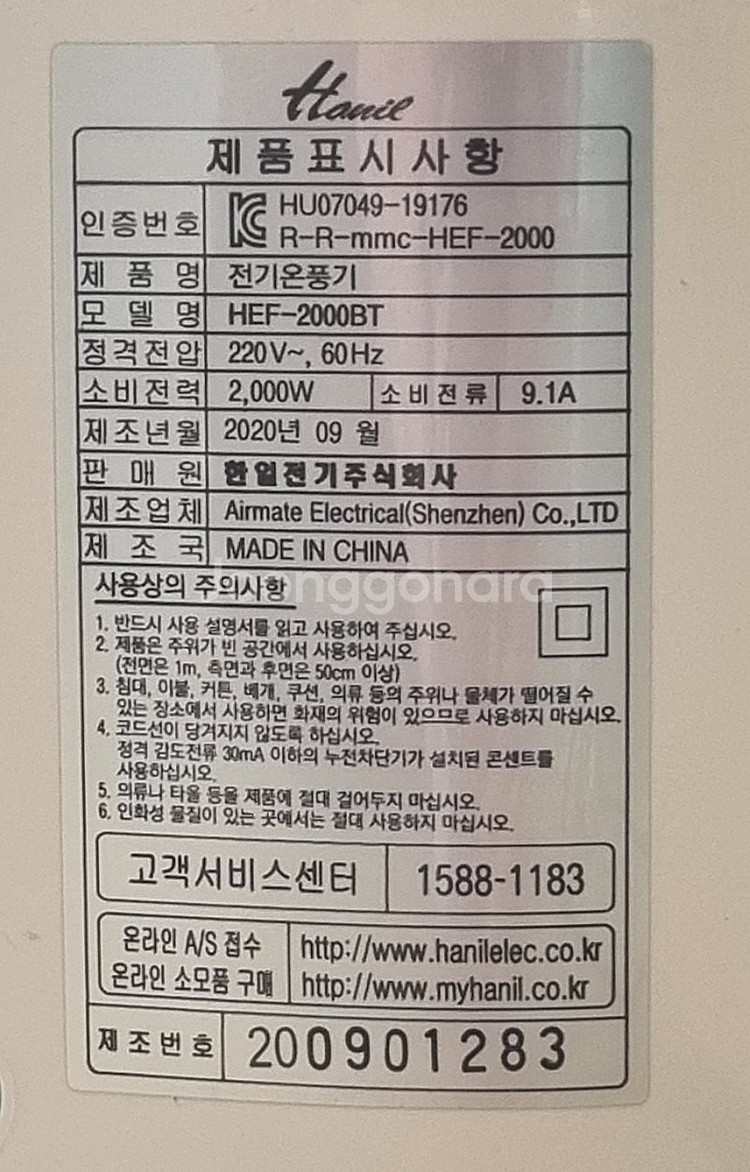 Hanil
제품표시사항
인증번호 HU07049-19176
R-R-mmc-HEF-2000
제 품 명 전기온풍기
모 델 명 HEF-2000BT
정격전압 220V~, 60Hz
소비전력 2,000W 소비전류 9.1A
제조년월 2020년 09 월
판 매 원 한일전기주식회사
제조업체 Airmate Electrical(Shenzhen) Co.,LTD
제 조 국 MADE IN CHINA
honggohara
사용상의 주의사항
1. 반드시 사용 설명서를 읽고 사용하여 주십시오.
2. 제품은 주위가 빈 공간에서 사용하십시오.
(전면은 1m, 측면과 후면은 50cm 이상)
3. 침대, 이불, 커튼, 베개, 쿠션, 의류 등의 주위나 물체가 떨어질 수
있는 장소에서 사용하면 화재의 위험이 있으므로 사용하지 마십시오.
4. 코드선이 당겨지지 않도록 하십시오.
정격 감도전류 30mA 이하의 누전차단기가 설치된 콘센트를
사용하십시오.
5. 의류나 타올 등을 제품에 절대 걸어두지 마십시오.
6. 인화성 물질이 있는 곳에서는 절대 사용하지 마십시오.
고객서비스센터 1588-1183
온라인 A/S 접수 http://www.hanilelec.co.kr
온라인 소모품 구매 http://www.myhanil.co.kr
제조번호 200901283